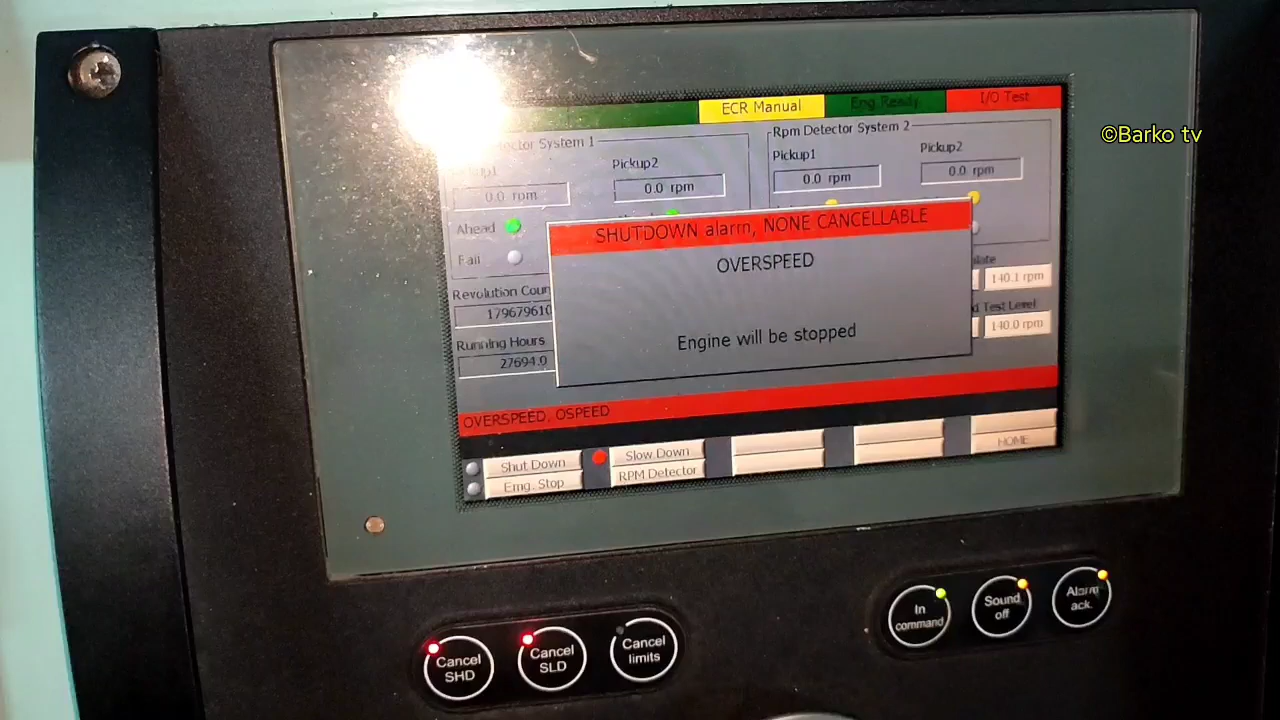 ECR Manual
Eng Ready
I/O Test
©Barko tv
System 1
Rpm Detector System 2
Pickup2
Pickup1
Pickup2
0.0 rpm
0.0 rpm
0.0 rpm
0.0 rpm
Ahead
Fail
SHUTDOWN alarm, NONE CANCELLABLE
OVERSPEED
Engine will be stopped
140.1 rpm
Test Level
140.0 rpm
Revolution
179679610
Running Hours
27694.0
OVERSPEED, OSPEED
Shut Down
Slow Down
Emg. Stop
RPM Detector
HOME
Cancel
SHD
Cancel
SLD
Cancel
limits
In
command
Sound
off
Alarm
ack.